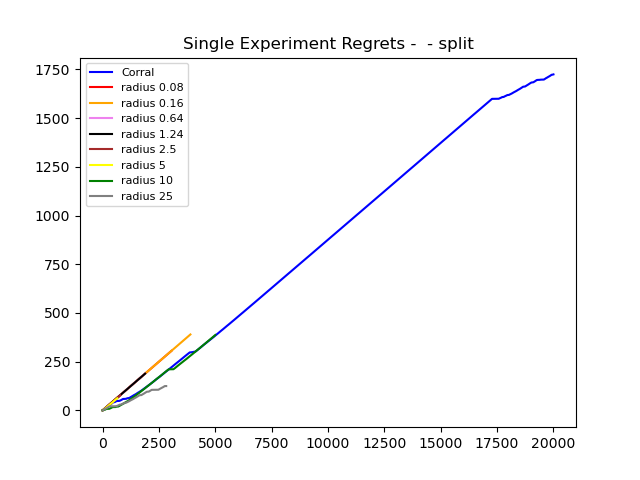 Single Experiment Regrets -  - split
1750
1500
1250
1000
750
500
250
0
Corral
radius 0.08
radius 0.16
radius 0.64
radius 1.24
radius 2.5
radius 5
radius 10
radius 25
0 2500 5000 7500 10000 12500 15000 17500 20000